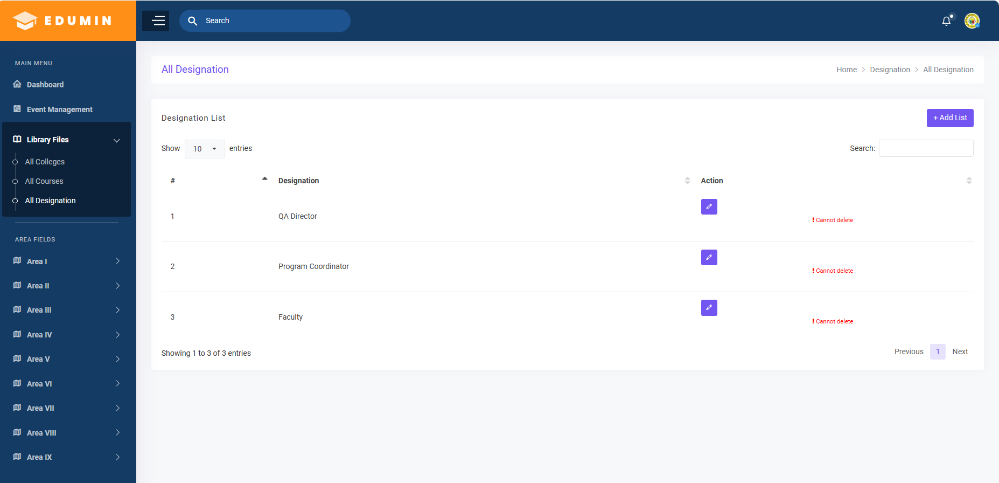 EDUMIN
Search
MAIN MENU
Dashboard
Event Management
Library Files
All Colleges
All Courses
All Designation
AREA FIELDS
Area I
Area II
Area III
Area IV
Area V
Area VI
Area VII
Area VIII
Area IX
All Designation
Home > Designation > All Designation
Designation List
+ Add List
Show 10 entries
Search:
# Designation Action
1 QA Director
! Cannot delete
2 Program Coordinator
! Cannot delete
3 Faculty
! Cannot delete
Showing 1 to 3 of 3 entries
Previous 1 Next